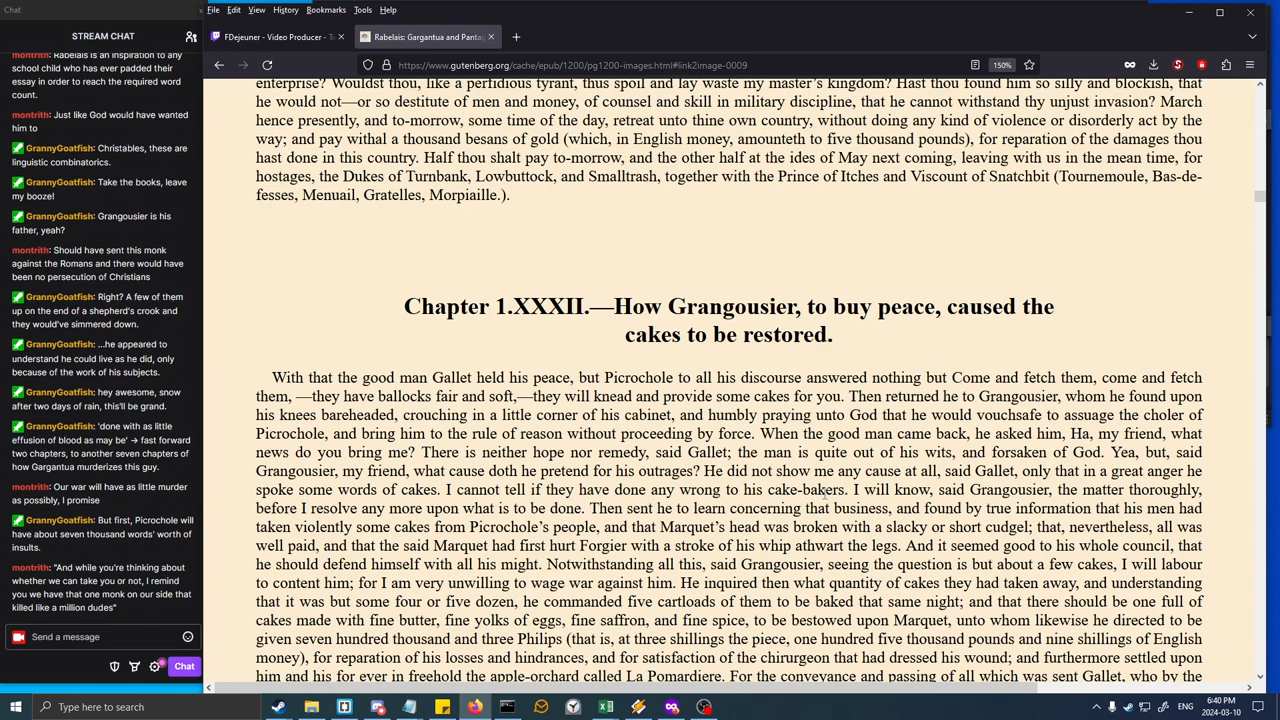 Chat
STREAM CHAT
montrith: Rabelais is an inspiration to any
school child who has ever padded their
essay in order to reach the required word
count.
montrith: Just like God would have wanted
him to
GrannyGoatfish: Christables, these are
linguistic combinatorics.
GrannyGoatfish: Take the books, leave
my booze!
GrannyGoatfish: Grangousier is his
father, yeah?
montrith: Should have sent this monk
against the Romans and there would have
been no persecution of Christians
GrannyGoatfish: Right? A few of them
up on the end of a shepherd's crook and
they would've simmered down.
GrannyGoatfish: ...he appeared to
understand he could live as he did, only
because of the work of his subjects.
GrannyGoatfish: hey awesome, snow
after two days of rain, this'll be grand.
GrannyGoatfish: 'done with as little
effusion of blood as may be' → fast forward
two chapters, to another seven chapters of
how Gargantua murderizes this guy.
montrith: Our war will have as little murder
as possibly, I promise
GrannyGoatfish: But first, Picrochole will
have about seven thousand words' worth of
insults.
montrith: "And while you're thinking about
whether we can take you or not, I remind
you we have that one monk on our side that
killed like a million dudes"
Send a message
Chat
File Edit View History Bookmarks Tools Help
FDejeuner - Video Producer - T
Rabelais: Gargantua and Pantag
https://www.gutenberg.org/cache/epub/1200/pg1200-images.html#link2image-0009
150%
enterprise? Wouldst thou, like a perfidious tyrant, thus spoil and lay waste my master's kingdom? Hast thou found him so silly and blockish, that
he would not—or so destitute of men and money, of counsel and skill in military discipline, that he cannot withstand thy unjust invasion? March
hence presently, and to-morrow, some time of the day, retreat unto thine own country, without doing any kind of violence or disorderly act by the
way; and pay withal a thousand besans of gold (which, in English money, amounteth to five thousand pounds), for reparation of the damages thou
hast done in this country. Half thou shalt pay to-morrow, and the other half at the ides of May next coming, leaving with us in the mean time, for
hostages, the Dukes of Turnbank, Lowbuttock, and Smalltrash, together with the Prince of Itches and Viscount of Snatchbit (Tournemoule, Bas-de-
fesses, Menuail, Gratelles, Morpiaille.).
Chapter 1.XXXII.—How Grangousier, to buy peace, caused the
cakes to be restored.
With that the good man Gallet held his peace, but Picrochole to all his discourse answered nothing but Come and fetch them, come and fetch
them, —they have ballocks fair and soft,—they will knead and provide some cakes for you. Then returned he to Grangousier, whom he found upon
his knees bareheaded, crouching in a little corner of his cabinet, and humbly praying unto God that he would vouchsafe to assuage the choler of
Picrochole, and bring him to the rule of reason without proceeding by force. When the good man came back, he asked him, Ha, my friend, what
news do you bring me? There is neither hope nor remedy, said Gallet; the man is quite out of his wits, and forsaken of God. Yea, but, said
Grangousier, my friend, what cause doth he pretend for his outrages? He did not show me any cause at all, said Gallet, only that in a great anger he
spoke some words of cakes. I cannot tell if they have done any wrong to his cake-bakers. I will know, said Grangousier, the matter thoroughly,
before I resolve any more upon what is to be done. Then sent he to learn concerning that business, and found by true information that his men had
taken violently some cakes from Picrochole's people, and that Marquet's head was broken with a slacky or short cudgel; that, nevertheless, all was
well paid, and that the said Marquet had first hurt Forgier with a stroke of his whip athwart the legs. And it seemed good to his whole council, that
he should defend himself with all his might. Notwithstanding all this, said Grangousier, seeing the question is but about a few cakes, I will labour
to content him; for I am very unwilling to wage war against him. He inquired then what quantity of cakes they had taken away, and understanding
that it was but some four or five dozen, he commanded five cartloads of them to be baked that same night; and that there should be one full of
cakes made with fine butter, fine yolks of eggs, fine saffron, and fine spice, to be bestowed upon Marquet, unto whom likewise he directed to be
given seven hundred thousand and three Philips (that is, at three shillings the piece, one hundred five thousand pounds and nine shillings of English
money), for reparation of his losses and hindrances, and for satisfaction of the chirurgeon that had dressed his wound; and furthermore settled upon
him and his for ever in freehold the apple-orchard called La Pomardiere. For the conveyance and passing of all which was sent Gallet, who by the
Type here to search
6:40 PM
2024-03-10